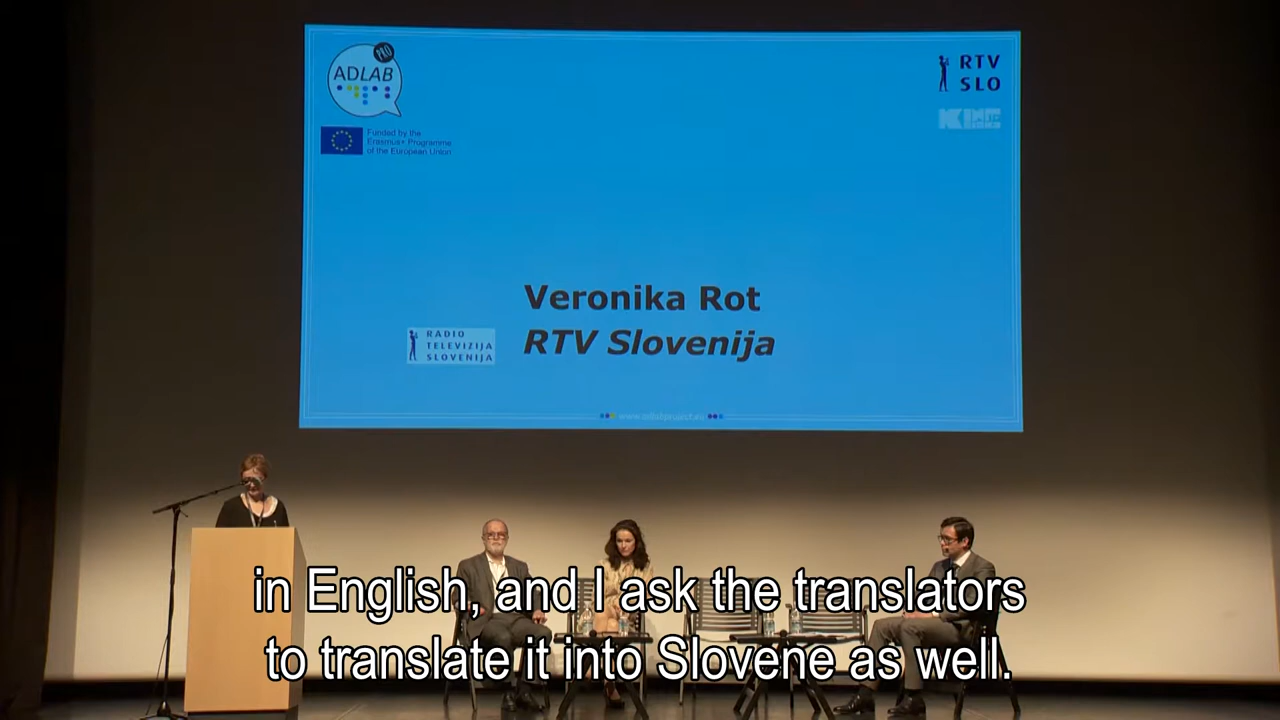 PRO
ADLAB
Funded by the
Erasmus+ Programme
of the European Union
RTV
SLO
Veronika Rot
RTV Slovenija
RADIO
TELEVIZIJA
SLOVENIJA
in English, and I ask the translators
to translate it into Slovene as well.